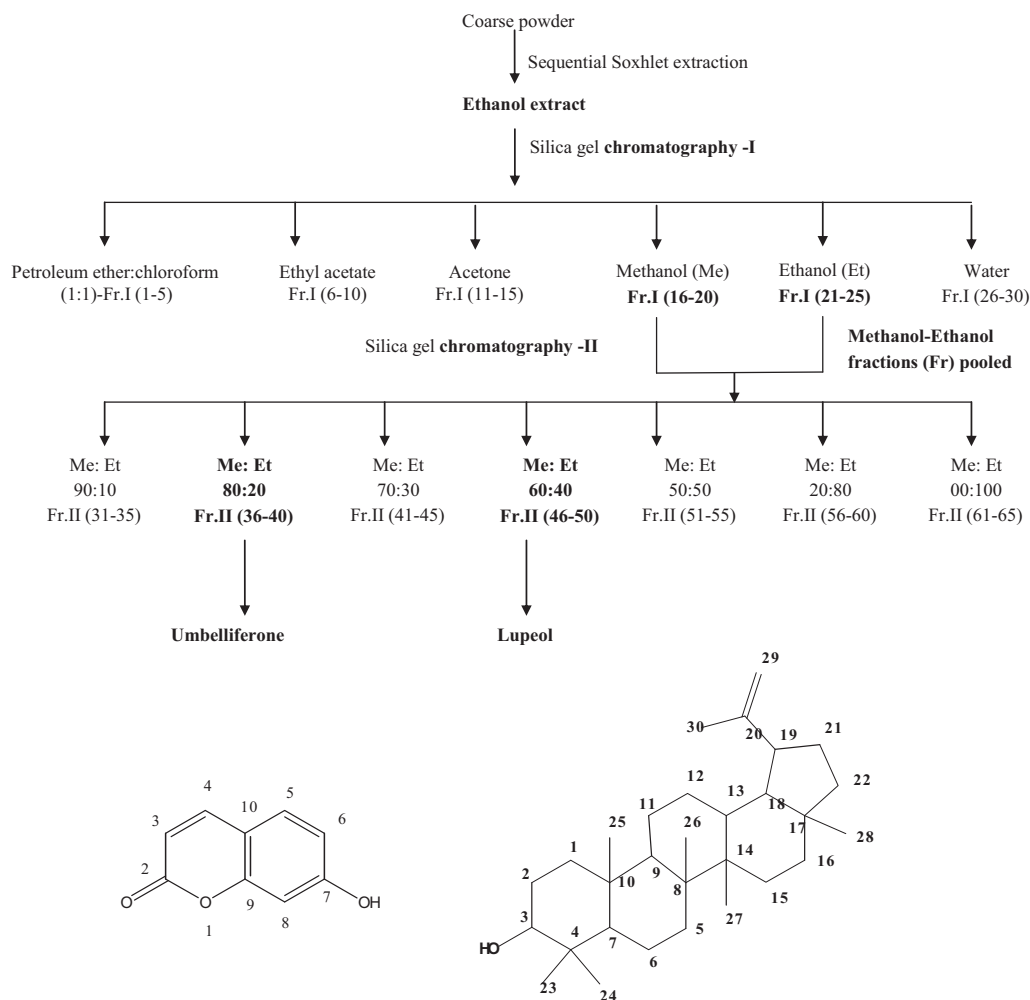 Coarse powder
Sequential Soxhlet extraction
Ethanol extract
Silica gel chromatography -I
Petroleum ether:chloroform
(1:1)-Fr.I (1-5)
Ethyl acetate
Fr.I (6-10)
Acetone
Fr.I (11-15)
Methanol (Me)
Fr.I (16-20)
Ethanol (Et)
Fr.I (21-25)
Water
Fr.I (26-30)
Silica gel chromatography -II
Methanol-Ethanol
fractions (Fr) pooled
Me: Et
90:10
Fr.II (31-35)
Me: Et
80:20
Fr.II (36-40)
Me: Et
70:30
Fr.II (41-45)
Me: Et
60:40
Fr.II (46-50)
Me: Et
50:50
Fr.II (51-55)
Me: Et
20:80
Fr.II (56-60)
Me: Et
00:100
Fr.II (61-65)
Umbelliferone
Lupeol
4
5
3
10
6
2
9
7
O
O
8
OH
1
29
30
20
19
21
12
22
11
13
18
25
26
17
28
1
14
16
2
10
9
8
15
27
3
4
7
5
HO
6
23
24